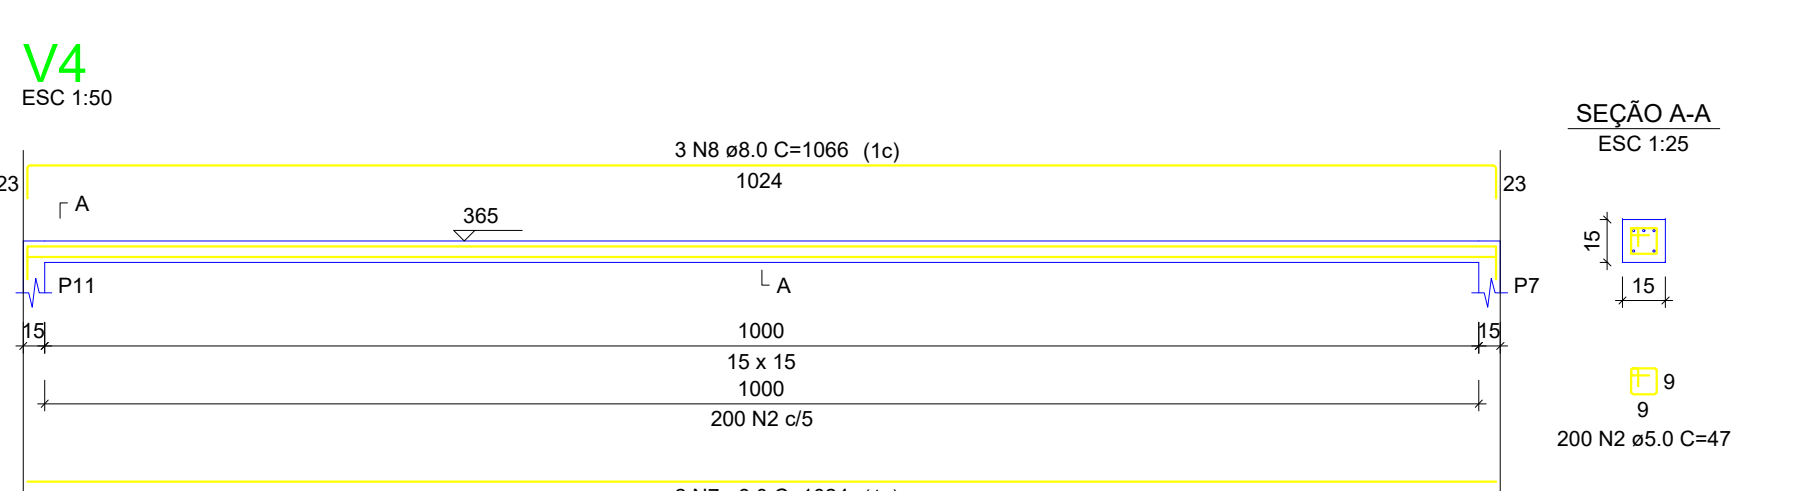 V4
ESC 1:50
SEÇÃO A-A
ESC 1:25
3 N8 ø8.0 C=1066 (1c)
1024
23
23
A
365
P11
A
P7
15
15
15
1000
15
15 x 15
1000
200 N2 c/5
9
9
200 N2 ø5.0 C=47